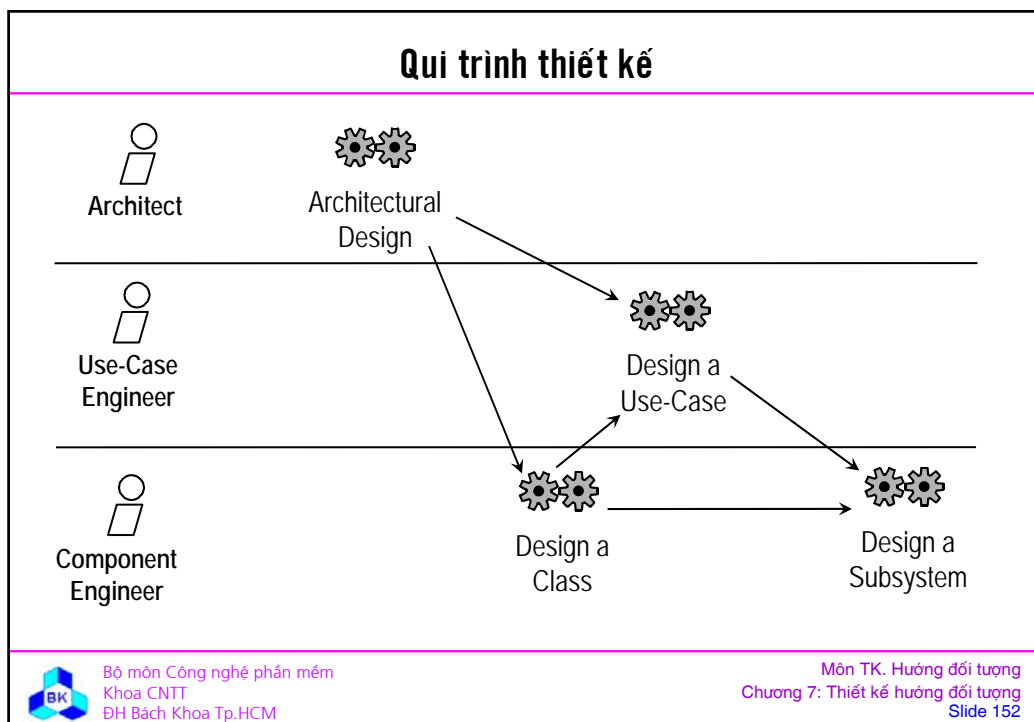 Qui trình thiết kế
Architect
Architectural
Design
Use-Case
Engineer
Design a
Use-Case
Component
Engineer
Design a
Class
Design a
Subsystem
BK
Bộ môn Công nghệ phần mềm
Khoa CNTT
ĐH Bách Khoa Tp.HCM
Môn TK. Hướng đối tượng
Chương 7: Thiết kế hướng đối tượng
Slide 152